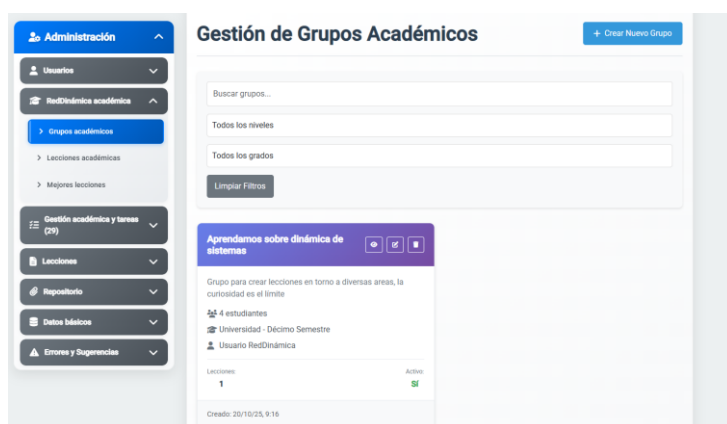 Administración
Usuarios
RedDinámica académica
Grupos académicos
Lecciones académicas
Mejores lecciones
Gestión académica y tareas
(29)
Lecciones
Repositorio
Datos básicos
Errores y Sugerencias
Gestión de Grupos Académicos
+ Crear Nuevo Grupo
Buscar grupos...
Todos los niveles
Todos los grados
Limpiar Filtros
Aprendamos sobre dinámica de
sistemas
Grupo para crear lecciones en torno a diversas areas, la
curiosidad es el límite
4 estudiantes
Universidad - Décimo Semestre
Usuario RedDinámica
Lecciones: Activo:
1 Sí
Creado: 20/10/25, 9:16